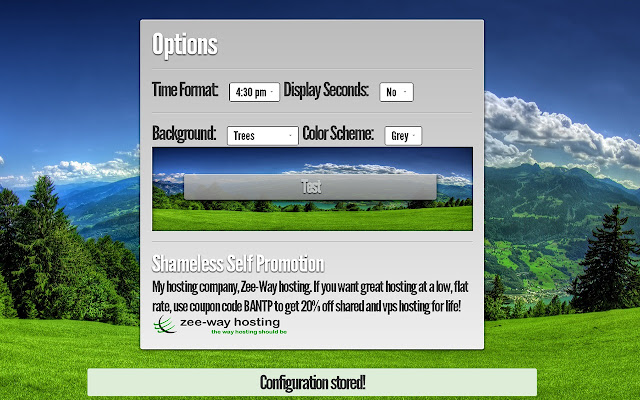 Options
Time Format: 4:30 pm Display Seconds: No
Background: Trees Color Scheme: Grey
Test
Shameless Self Promotion
My hosting company, Zee-Way hosting. If you want great hosting at a low, flat
rate, use coupon code BANTP to get 20% off shared and vps hosting for life!
zee-way hosting
the way hosting should be
Configuration stored!